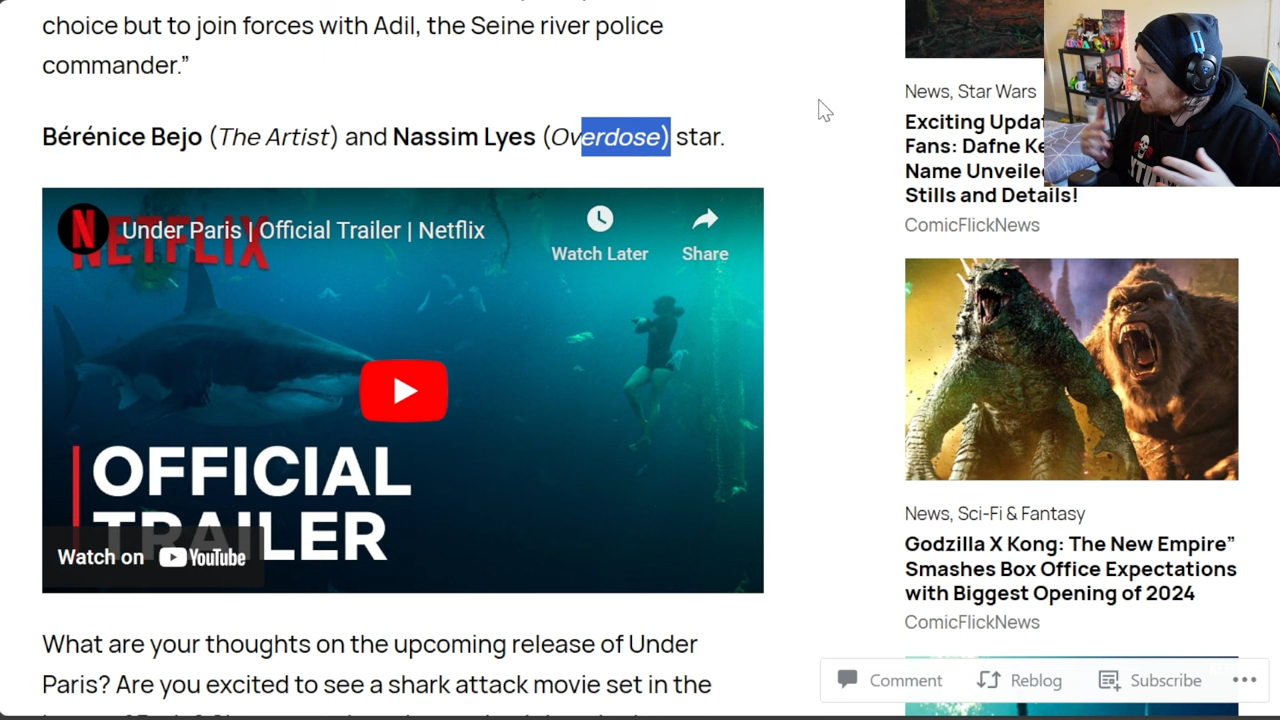 choice but to join forces with Adil, the Seine river police
commander.”
Bérénice Bejo (The Artist) and Nassim Lyes (Overdose) star.
NETFLIX
Under Paris | Official Trailer | Netflix
Watch Later
Share
OFFICIAL
TRAILER
Watch on YouTube
What are your thoughts on the upcoming release of Under
Paris? Are you excited to see a shark attack movie set in the
News, Star Wars
Exciting
Fans: Dafne
Name
Stills and Details!
ComicFlickNews
News, Sci-Fi & Fantasy
Godzilla X Kong: The New Empire”
Smashes Box Office Expectations
with Biggest Opening of 2024
ComicFlickNews
Comment
Reblog
Subscribe